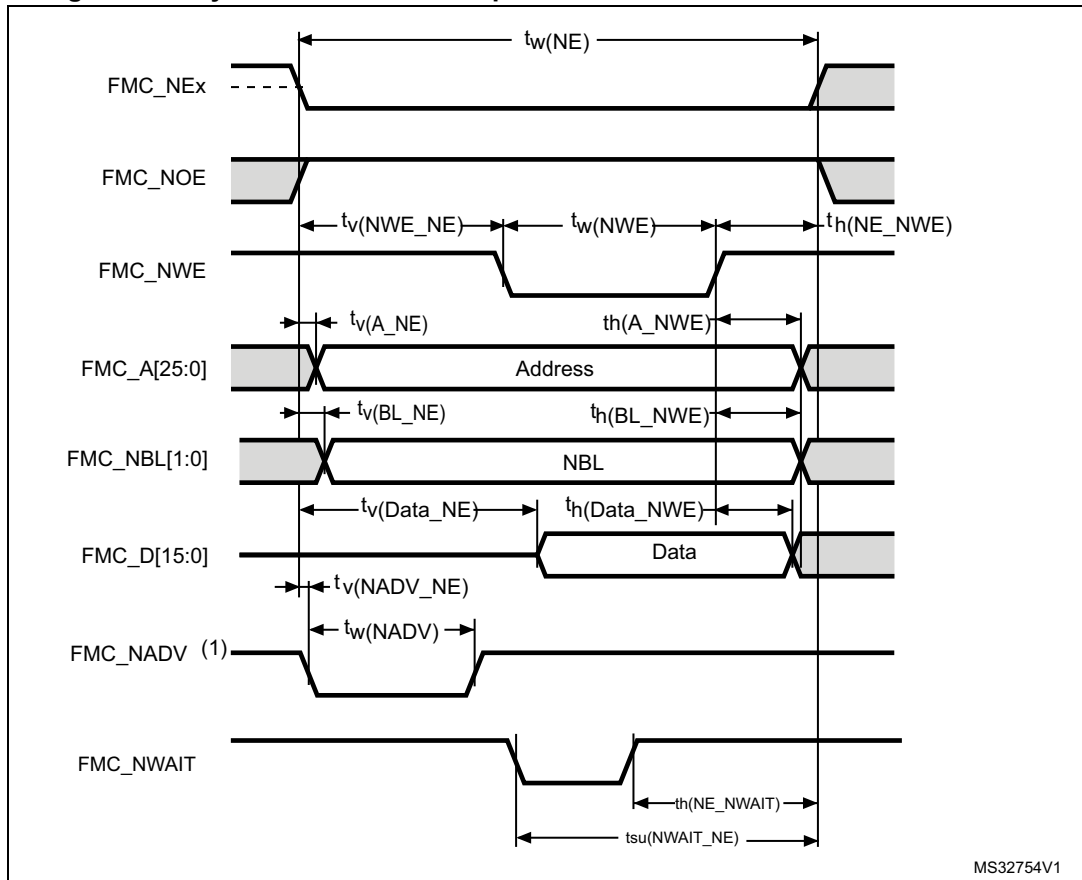 tw(NE)
FMC_NEx
FMC_NOE
tv(NWE_NE) tw(NWE) th(NE_NWE)
FMC_NWE
tv(A_NE) th(A_NWE)
FMC_A[25:0] Address
tv(BL_NE) th(BL_NWE)
FMC_NBL[1:0] NBL
tv(Data_NE) th(Data_NWE)
FMC_D[15:0] Data
tv(NADV_NE)
tw(NADV)
FMC_NADV (1)
FMC_NWAIT
th(NE_NWAIT)
tsu(NWAIT_NE)
MS32754V1